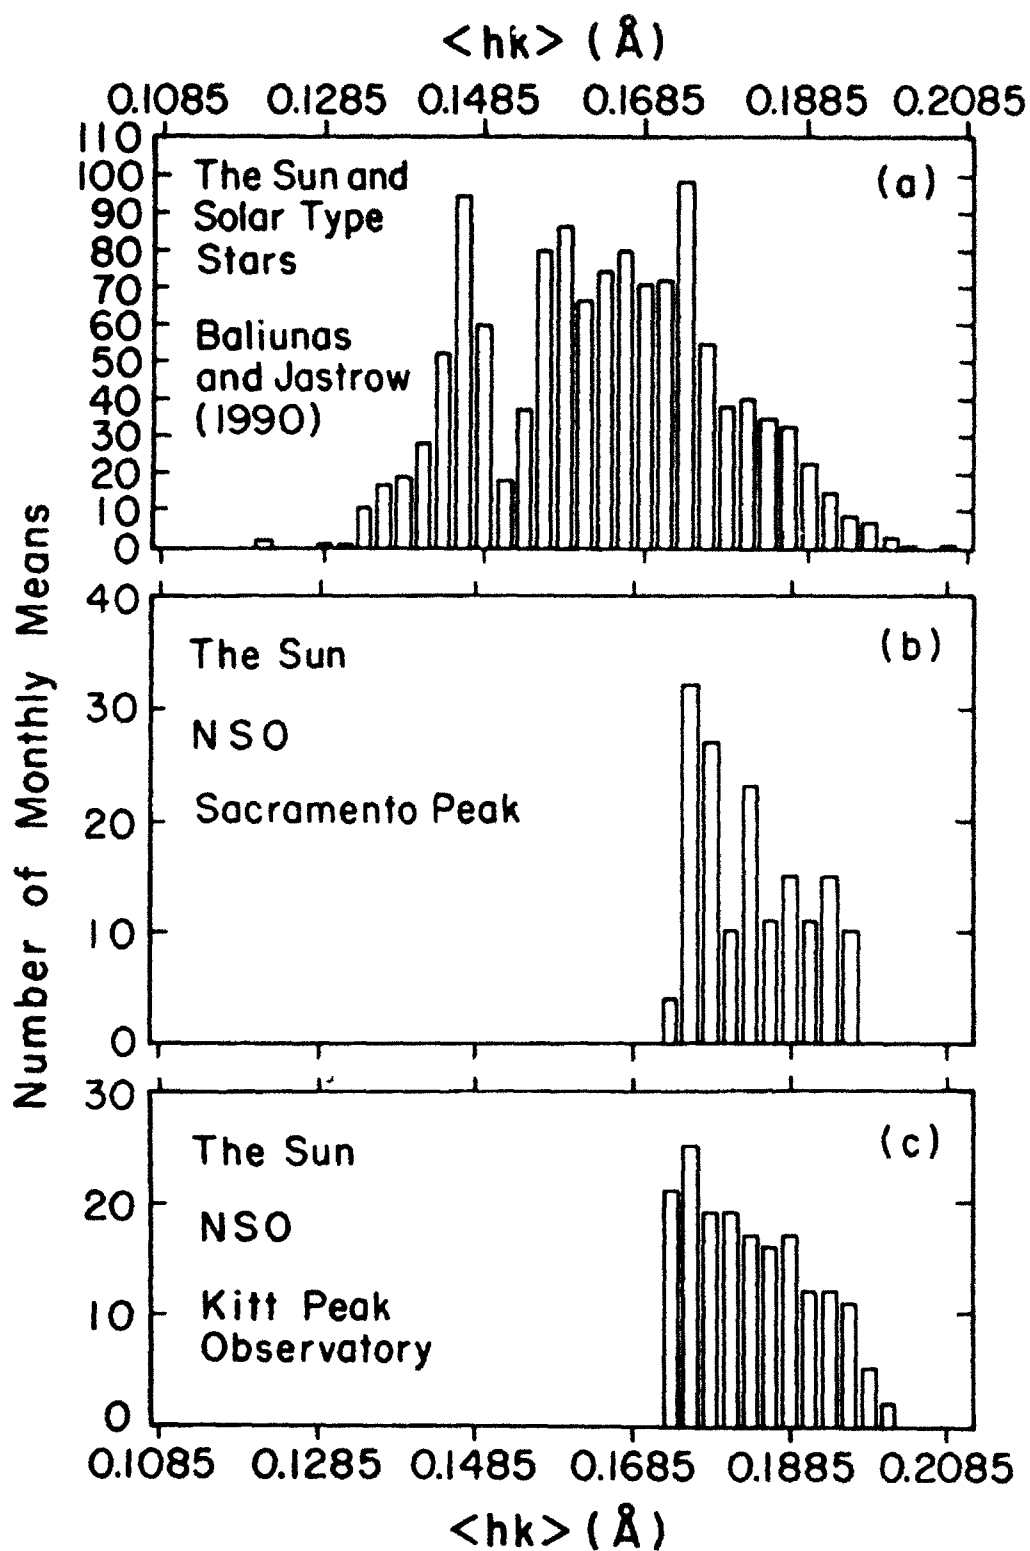 <hk> (Å)
0.1085 0.1285 0.1485 0.1685 0.1885 0.2085
110
100
90
80
70
60
50
40
30
20
10
0
The Sun and
Solar Type
Stars
Baliunas
and Jastrow
(1990)
(a)
Number of Monthly Means
40
30
20
10
0
The Sun
NSO
Sacramento Peak
(b)
30
20
10
0
The Sun
NSO
Kitt Peak
Observatory
(c)
0.1085 0.1285 0.1485 0.1685 0.1885 0.2085
<hk> (Å)